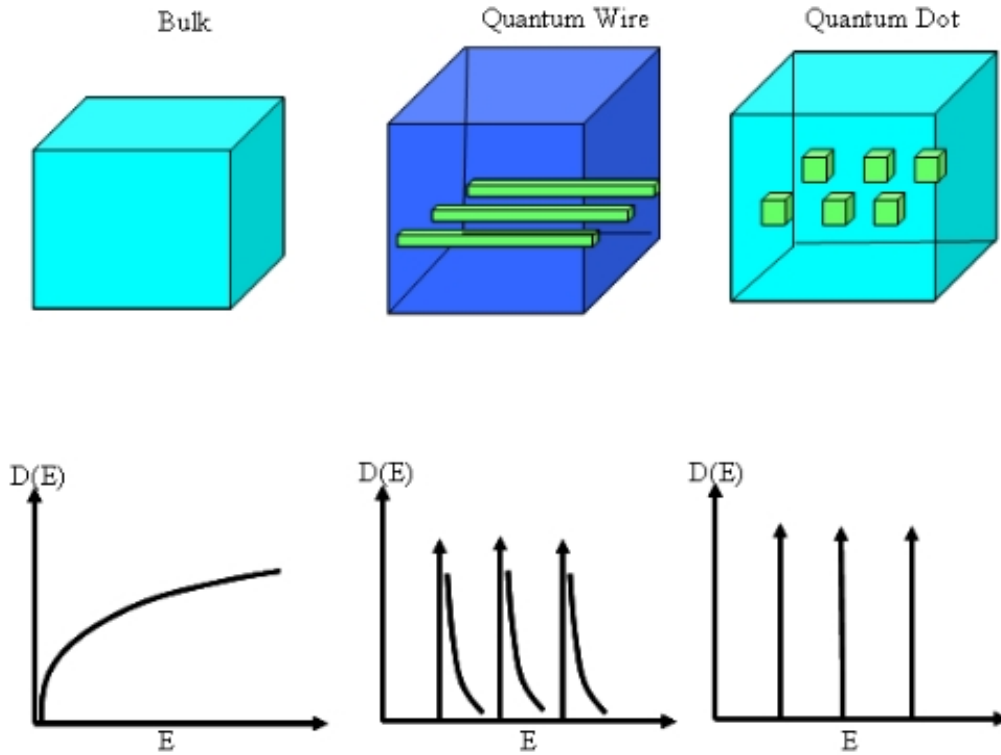 Bulk
Quantum Wire
Quantum Dot
D(E)
D(E)
D(E)
E
E
E